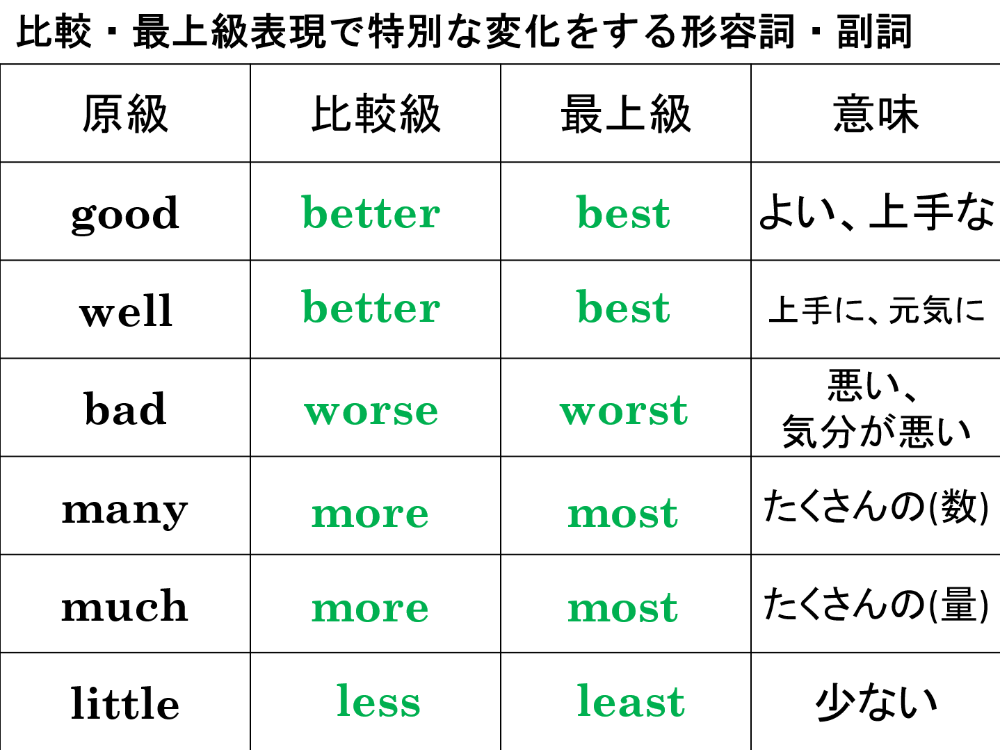 比較・最上級表現で特別な変化をする形容詞・副詞
原級 比較級 最上級 意味
good better best よい、上手な
well better best 上手に、元気に
bad worse worst 悪い、
気分が悪い
many more most たくさんの(数)
much more most たくさんの(量)
little less least 少ない